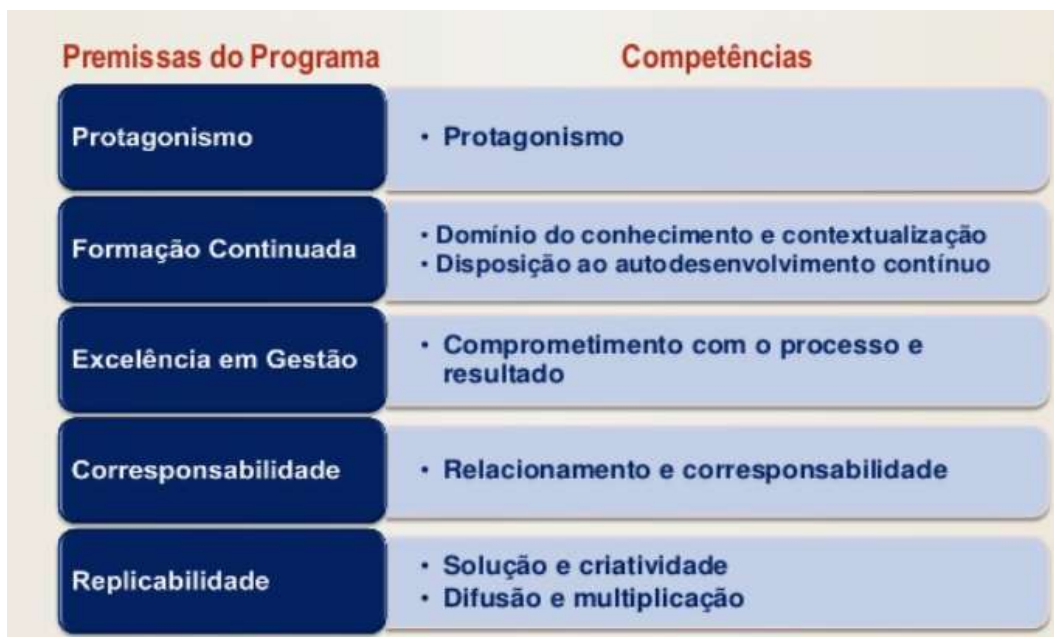 Premissas do Programa
Competências
Protagonismo
• Protagonismo
Formação Continuada
• Domínio do conhecimento e contextualização
• Disposição ao autodesenvolvimento contínuo
Excelência em Gestão
• Comprometimento com o processo e
resultado
Corresponsabilidade
• Relacionamento e corresponsabilidade
Replicabilidade
• Solução e criatividade
• Difusão e multiplicação